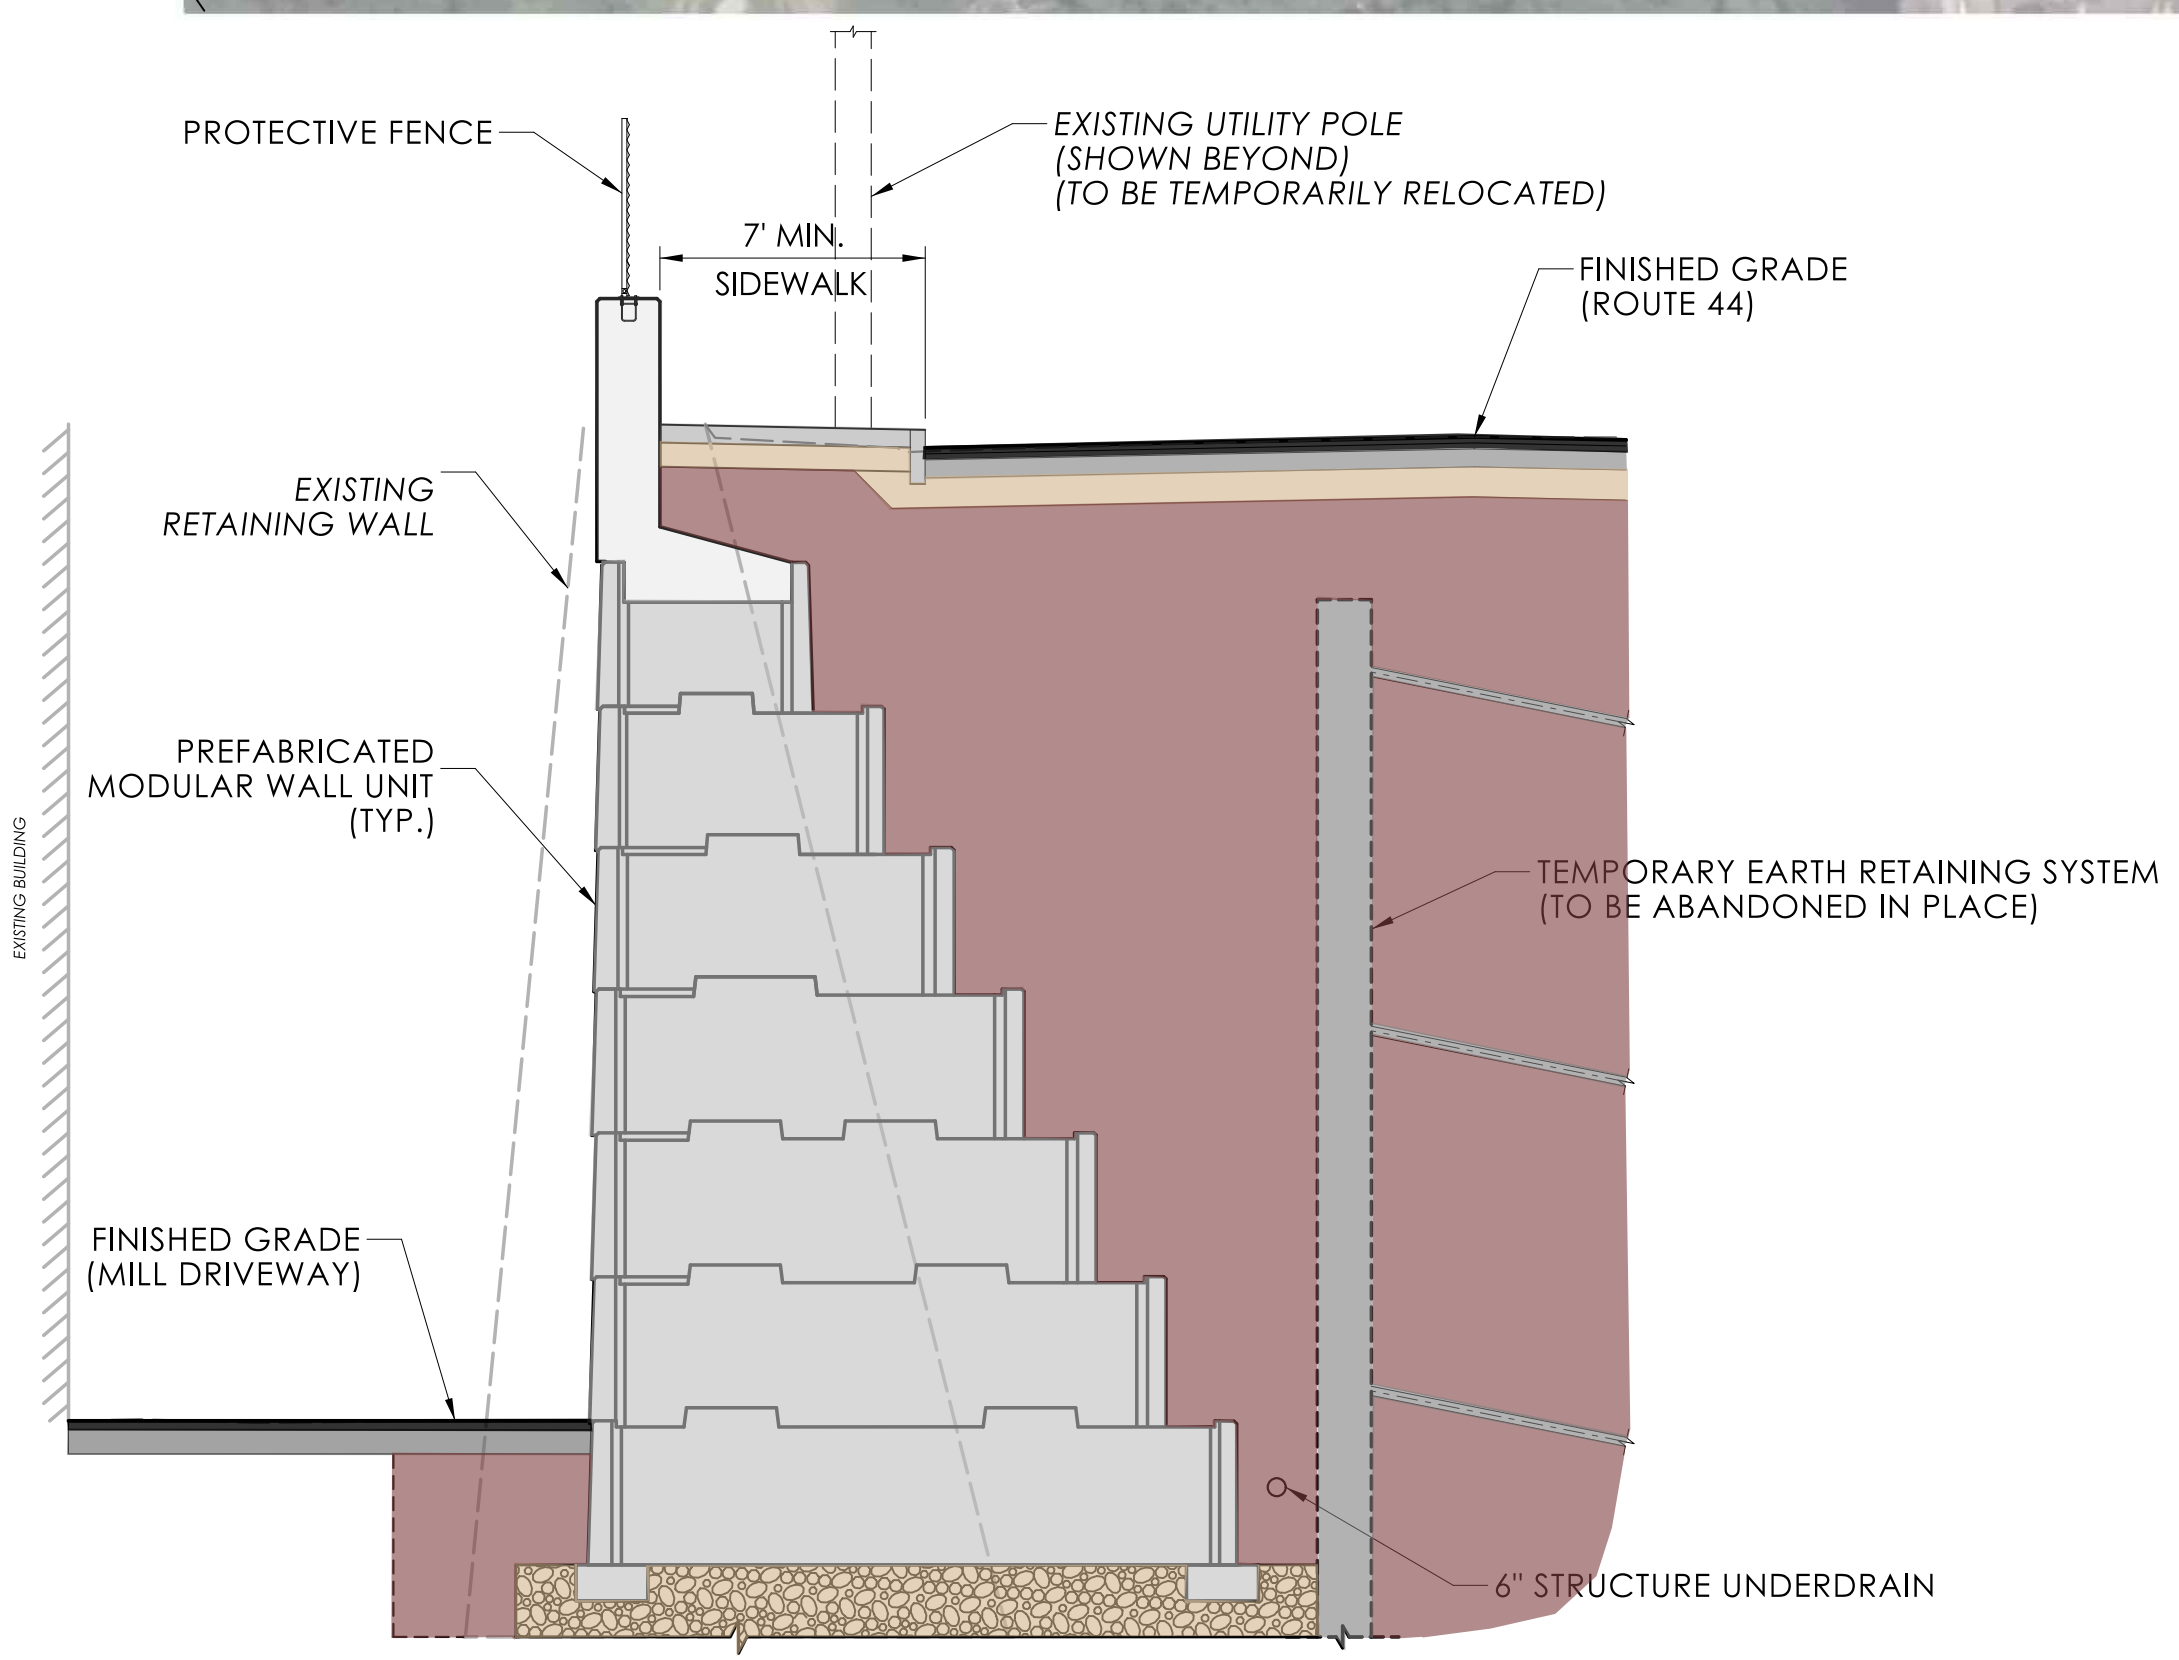 PROTECTIVE FENCE
EXISTING UTILITY POLE
(SHOWN BEYOND)
(TO BE TEMPORARILY RELOCATED)
7' MIN.
SIDEWALK
FINISHED GRADE
(ROUTE 44)
EXISTING
RETAINING WALL
PREFABRICATED
MODULAR WALL UNIT
(TYP.)
EXISTING BUILDING
TEMPORARY EARTH RETAINING SYSTEM
(TO BE ABANDONED IN PLACE)
FINISHED GRADE
(MILL DRIVEWAY)
6" STRUCTURE UNDERDRAIN